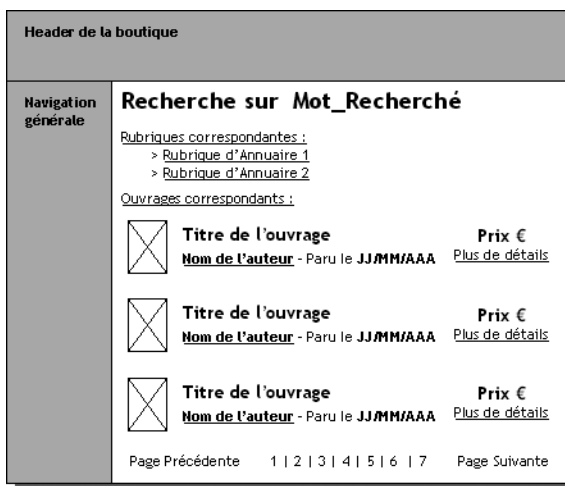 Header de la boutique
Navigation
générale
Recherche sur Mot_Recherché
Rubriques correspondantes :
> Rubrique d'Annuaire 1
> Rubrique d'Annuaire 2
Ouvrages correspondants :
Titre de l'ouvrage Prix €
Nom de l'auteur - Paru le JJ/MM/AAA Plus de détails
Titre de l'ouvrage Prix €
Nom de l'auteur - Paru le JJ/MM/AAA Plus de détails
Titre de l'ouvrage Prix €
Nom de l'auteur - Paru le JJ/MM/AAA Plus de détails
Page Précédente 1 | 2 | 3 | 4 | 5 | 6 | 7 Page Suivante